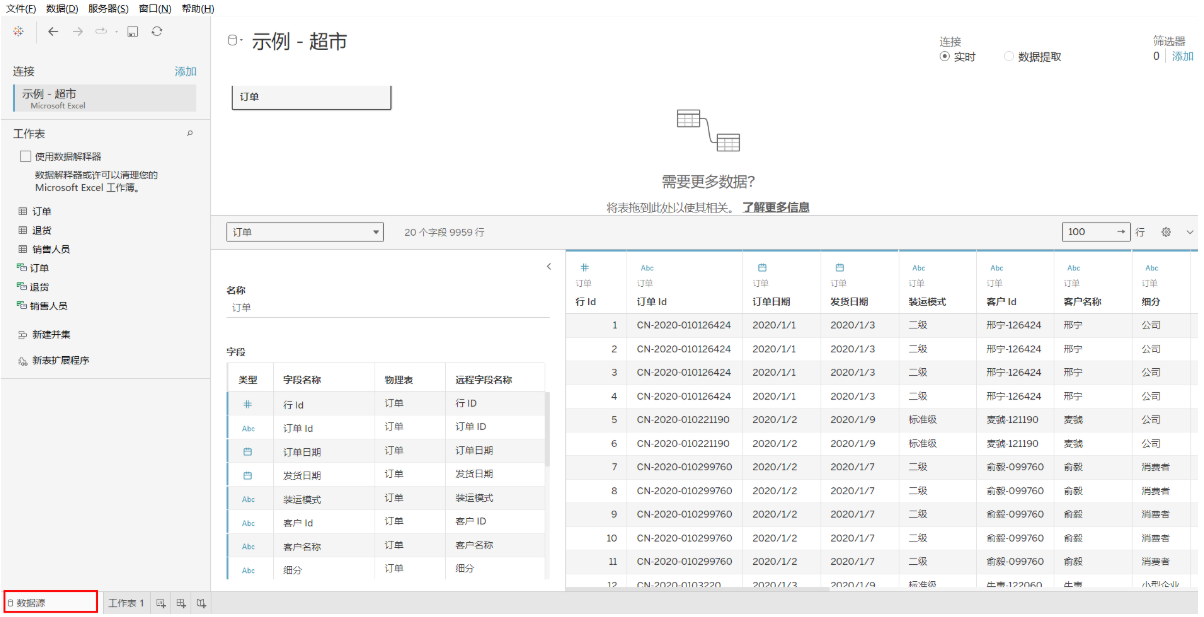 文件(F) 数据(D) 服务器(S) 窗口(N) 帮助(H)
连接 添加
示例 - 超市
Microsoft Excel
工作表
使用数据解释器
数据解释器或许可以清理您的
Microsoft Excel 工作簿。
订单
退货
销售人员
订单
退货
销售人员
新建并集
新表扩展程序
示例 - 超市
连接
实时 数据提取
筛选器
0 添加
订单
需要更多数据?
将表拖到此处以使其相关。 了解更多信息
订单 20 个字段 9959 行 100 → 行
名称
订单
字段
类型 字段名称 物理表 远程字段名称
# 行 Id 订单 行 ID
Abc 订单 Id 订单 订单 ID
订单日期 订单 订单日期
发货日期 订单 发货日期
Abc 装运模式 订单 装运模式
Abc 客户 Id 订单 客户 ID
Abc 客户名称 订单 客户名称
Abc 细分 订单 细分
# Abc Abc Abc Abc Abc
订单 订单 订单 订单 订单 订单 订单 订单
行 Id 订单 Id 订单日期 发货日期 装运模式 客户 Id 客户名称 细分
1 CN-2020-010126424 2020/1/1 2020/1/3 二级 邢宁-126424 邢宁 公司
2 CN-2020-010126424 2020/1/1 2020/1/3 二级 邢宁-126424 邢宁 公司
3 CN-2020-010126424 2020/1/1 2020/1/3 二级 邢宁-126424 邢宁 公司
4 CN-2020-010126424 2020/1/1 2020/1/3 二级 邢宁-126424 邢宁 公司
5 CN-2020-010221190 2020/1/2 2020/1/9 标准级 麦虢-121190 麦虢 公司
6 CN-2020-010221190 2020/1/2 2020/1/9 标准级 麦虢-121190 麦虢 公司
7 CN-2020-010299760 2020/1/2 2020/1/7 二级 俞毅-099760 俞毅 消费者
8 CN-2020-010299760 2020/1/2 2020/1/7 二级 俞毅-099760 俞毅 消费者
9 CN-2020-010299760 2020/1/2 2020/1/7 二级 俞毅-099760 俞毅 消费者
10 CN-2020-010299760 2020/1/2 2020/1/7 二级 俞毅-099760 俞毅 消费者
11 CN-2020-010299760 2020/1/2 2020/1/7 二级 俞毅-099760 俞毅 消费者
12 CN-2020-0103220 2020/1/3 2020/1/9 标准级 小型企业
数据源 工作表 1